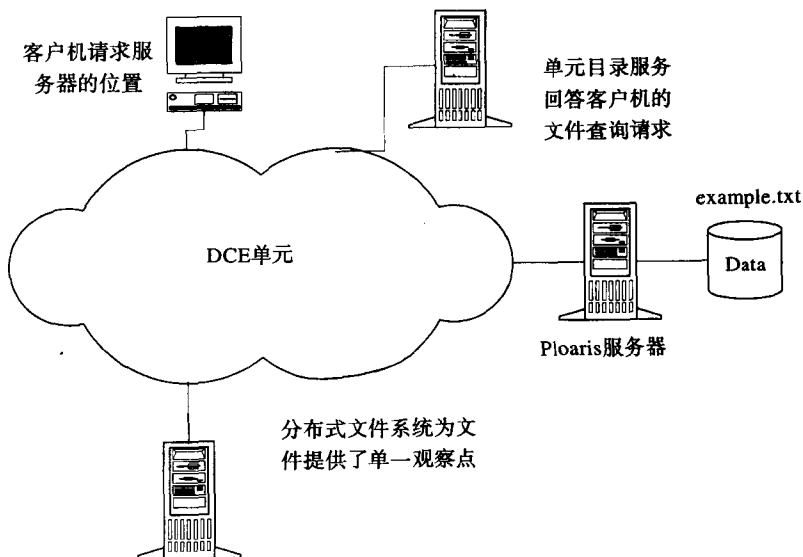 客户机请求服
务器的位置
单元目录服务
回答客户机的
文件查询请求
example.txt
DCE单元
Data
Ploaris服务器
分布式文件系统为文
件提供了单一观察点